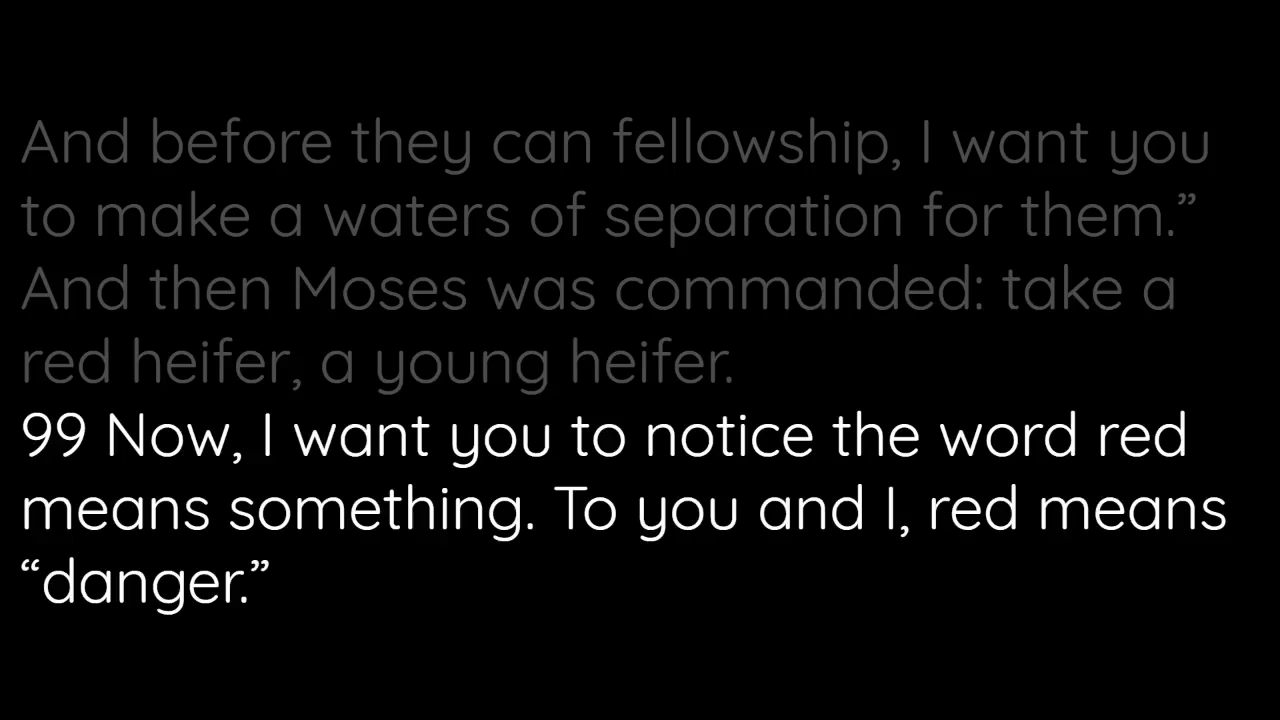 And before they can fellowship, I want you
to make a waters of separation for them.”
And then Moses was commanded: take a
red heifer, a young heifer.
99 Now, I want you to notice the word red
means something. To you and I, red means
“danger.”